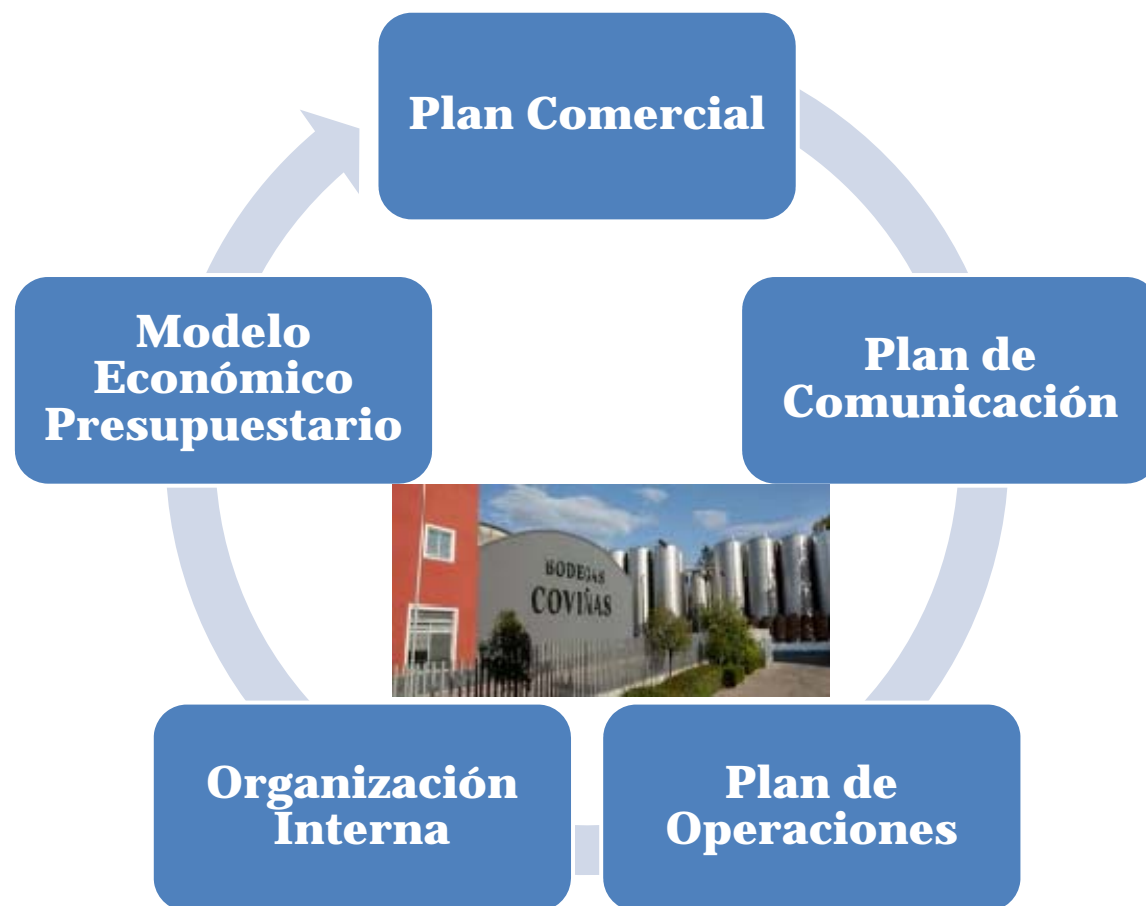 Plan Comercial
Plan de
Comunicación
Plan de
Operaciones
Organización
Interna
Modelo
Económico
Presupuestario
BODEGAS
COVIÑAS